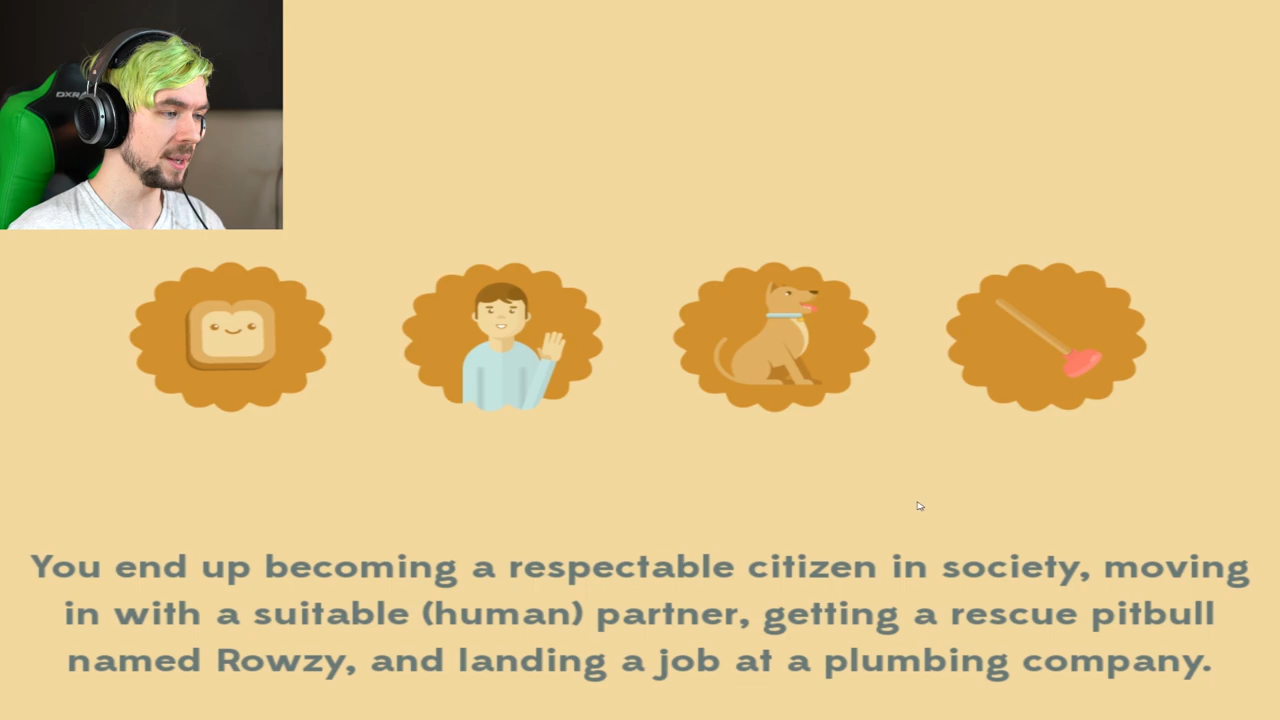 DXRA
You end up becoming a respectable citizen in society, moving
in with a suitable (human) partner, getting a rescue pitbull
named Rowzy, and landing a job at a plumbing company.